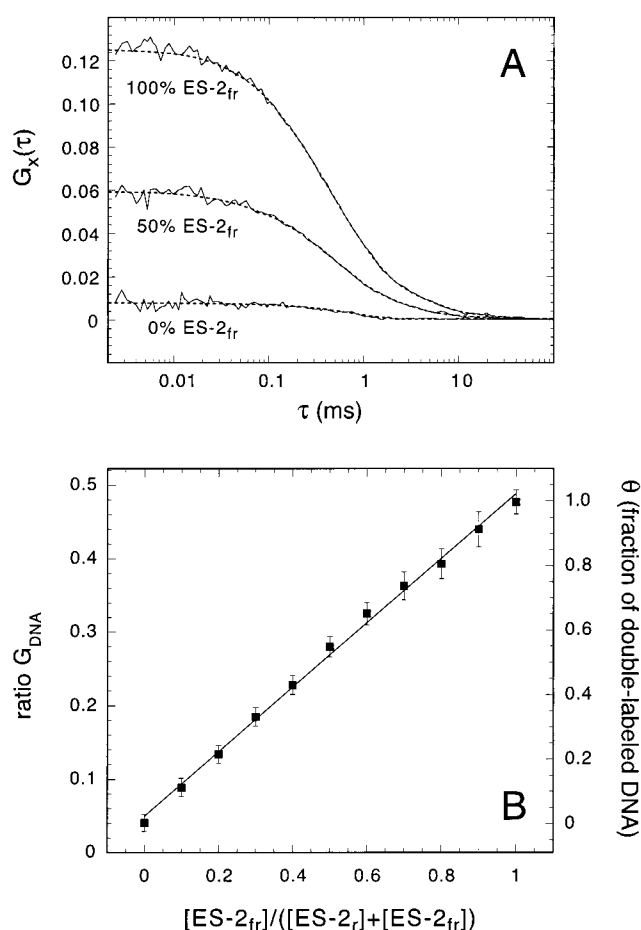 A
0.12
0.10
0.08
0.06
0.04
0.02
0
Gₓ(τ)
100% ES-2fr
50% ES-2fr
0% ES-2fr
0.01
0.1
1
10
τ (ms)
B
0.5
0.4
0.3
0.2
0.1
0
ratio G_DNA
1.0
0.8
0.6
0.4
0.2
0
θ (fraction of double-labeled DNA)
0
0.2
0.4
0.6
0.8
1
[ES-2fr]/([ES-2r]+[ES-2fr])